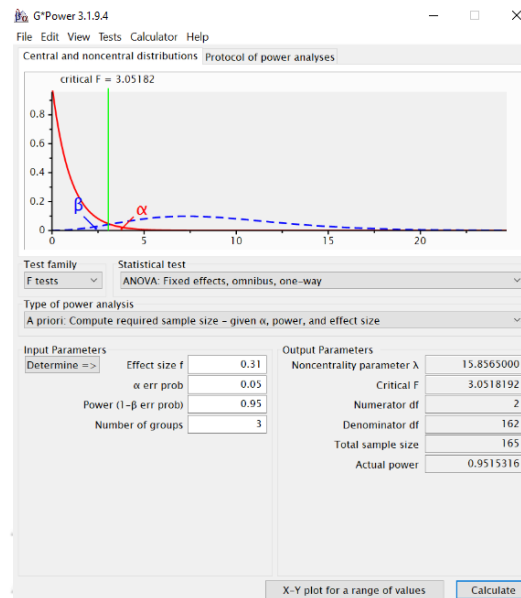 G*Power 3.1.9.4
File Edit View Tests Calculator Help
Central and noncentral distributions Protocol of power analyses
critical F = 3.05182
0.8
0.6
0.4
0.2
0
β
α
0 5 10 15 20
Test family Statistical test
F tests ANOVA: Fixed effects, omnibus, one-way
Type of power analysis
A priori: Compute required sample size - given α, power, and effect size
Input Parameters Output Parameters
Determine => Effect size f 0.31 Noncentrality parameter λ 15.8565000
α err prob 0.05 Critical F 3.0518192
Power (1-β err prob) 0.95 Numerator df 2
Number of groups 3 Denominator df 162
Total sample size 165
Actual power 0.9515316
X-Y plot for a range of values Calculate